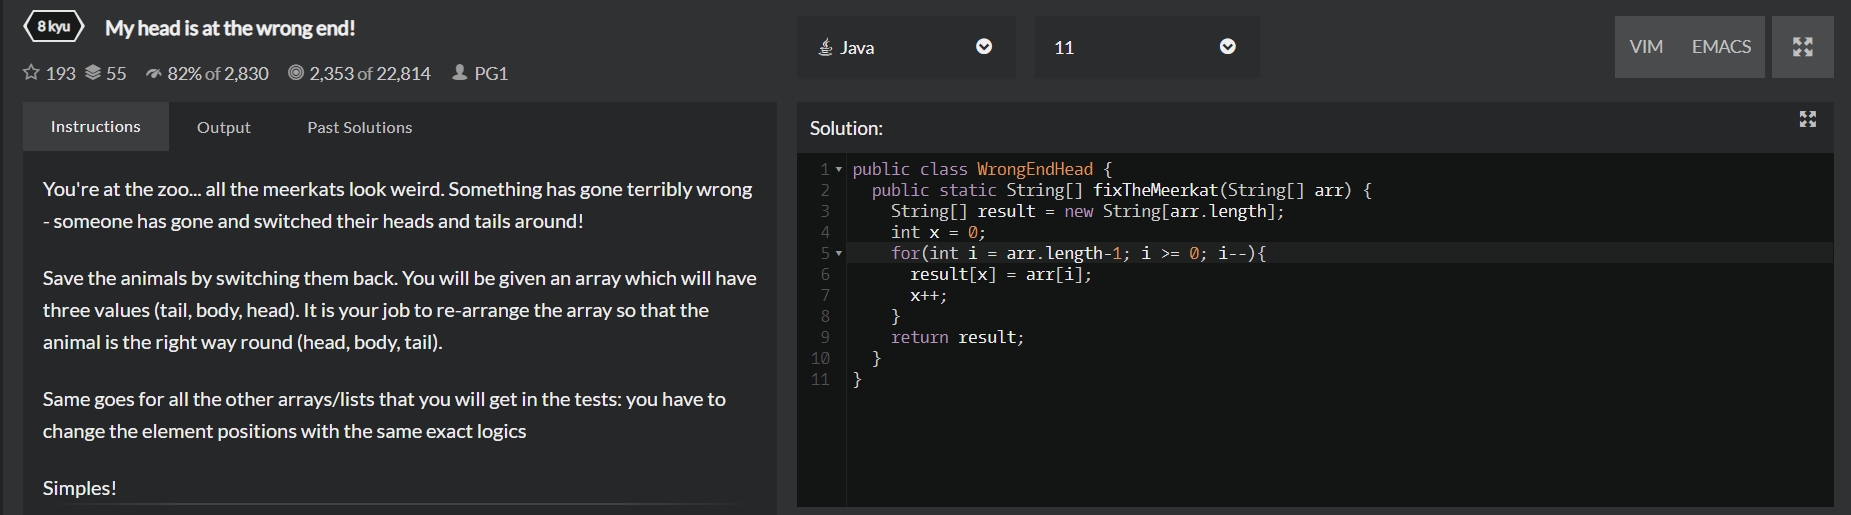 8 kyu My head is at the wrong end!
193 55 82% of 2,830 2,353 of 22,814 PG1
Java 11 VIM EMACS
Instructions Output Past Solutions
You're at the zoo... all the meerkats look weird. Something has gone terribly wrong
- someone has gone and switched their heads and tails around!
Save the animals by switching them back. You will be given an array which will have
three values (tail, body, head). It is your job to re-arrange the array so that the
animal is the right way round (head, body, tail).
Same goes for all the other arrays/lists that you will get in the tests: you have to
change the element positions with the same exact logics
Simples!
Solution:
1 public class WrongEndHead {
2 public static String[] fixTheMeerkat(String[] arr) {
3 String[] result = new String[arr.length];
4 int x = 0;
5 for(int i = arr.length-1; i >= 0; i--){
6 result[x] = arr[i];
7 x++;
8 }
9 return result;
10 }
11 }